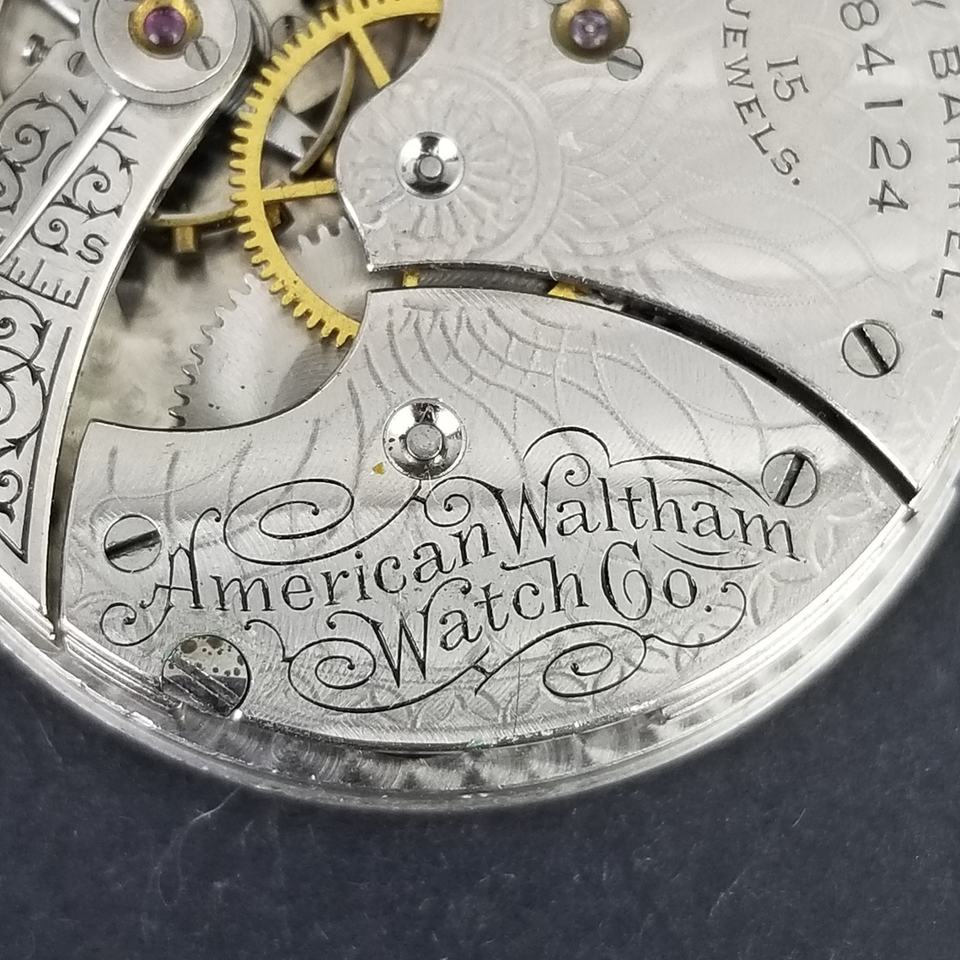 15
JEWELS.
84124
BARREL,
S
American Waltham
Watch Co.